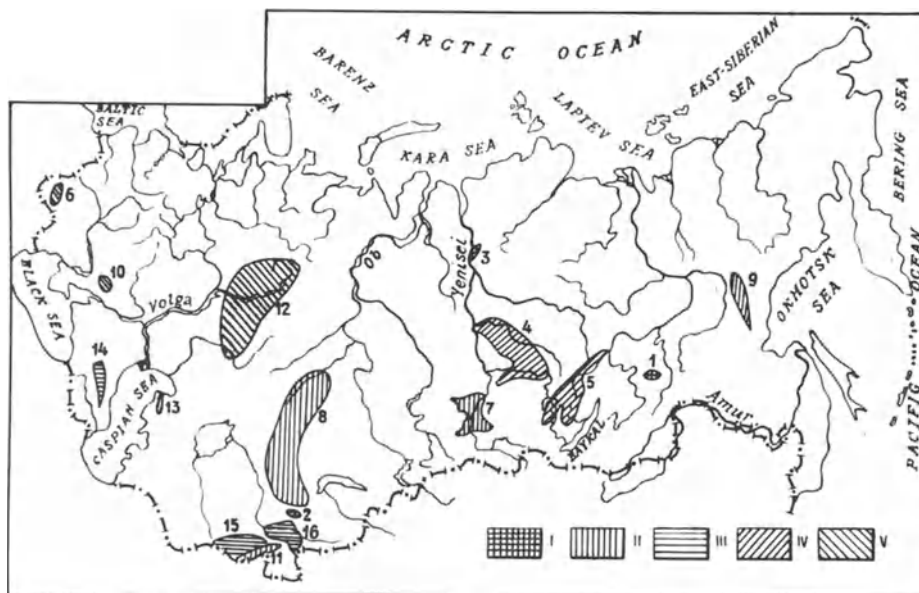 ARCTIC OCEAN
BARENZ
SEA
KARA SEA
LAPTEV
SEA
EAST-SIBERIAN
SEA
BERING SEA
BALTIC
SEA
6
10
Volga
12
Ob
Yenisei
3
4
5
1
9
OKHOTSK
SEA
PACIFIC OCEAN
BLACK SEA
14
CASPIAN SEA
13
8
7
BAYKAL
Amur
2
16
15
11
I
II
III
IV
V